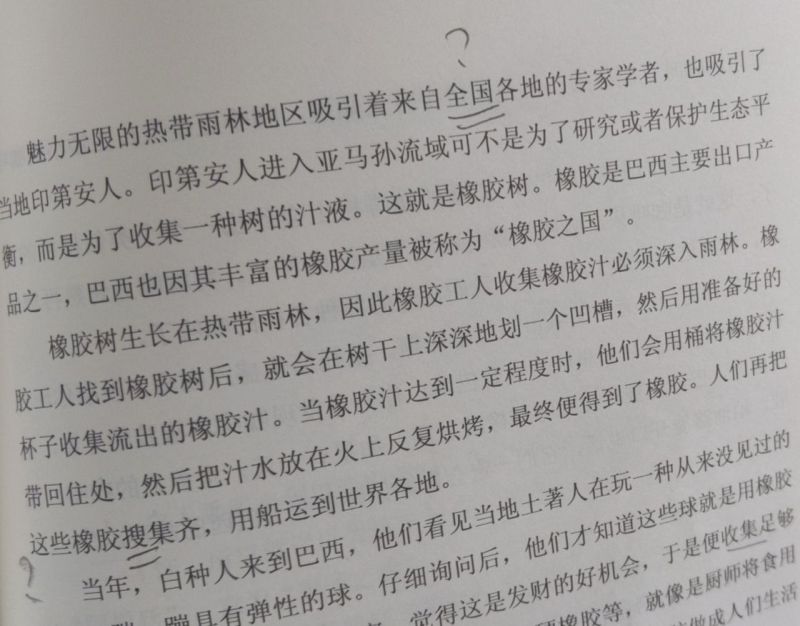 ?
魅力无限的热带雨林地区吸引着来自全国各地的专家学者，也吸引了
当地印第安人。印第安人进入亚马孙流域可不是为了研究或者保护生态平
衡，而是为了收集一种树的汁液。这就是橡胶树。橡胶是巴西主要出口产
品之一，巴西也因其丰富的橡胶产量被称为“橡胶之国”。
橡胶树生长在热带雨林，因此橡胶工人收集橡胶汁必须深入雨林。橡
胶工人找到橡胶树后，就会在树干上深深地划一个凹槽，然后用准备好的
杯子收集流出的橡胶汁。当橡胶汁达到一定程度时，他们会用桶将橡胶汁
带回住处，然后把汁水放在火上反复烘烤，最终便得到了橡胶。人们再把
这些橡胶搜集齐，用船运到世界各地。
?
当年，白种人来到巴西，他们看见当地土著人在玩一种从来没见过的
蹦具有弹性的球。仔细询问后，他们才知道这些球就是用橡胶
觉得这是发财的好机会，于是便收集足够
橡胶等，就像是厨师将食用
做成人们生活